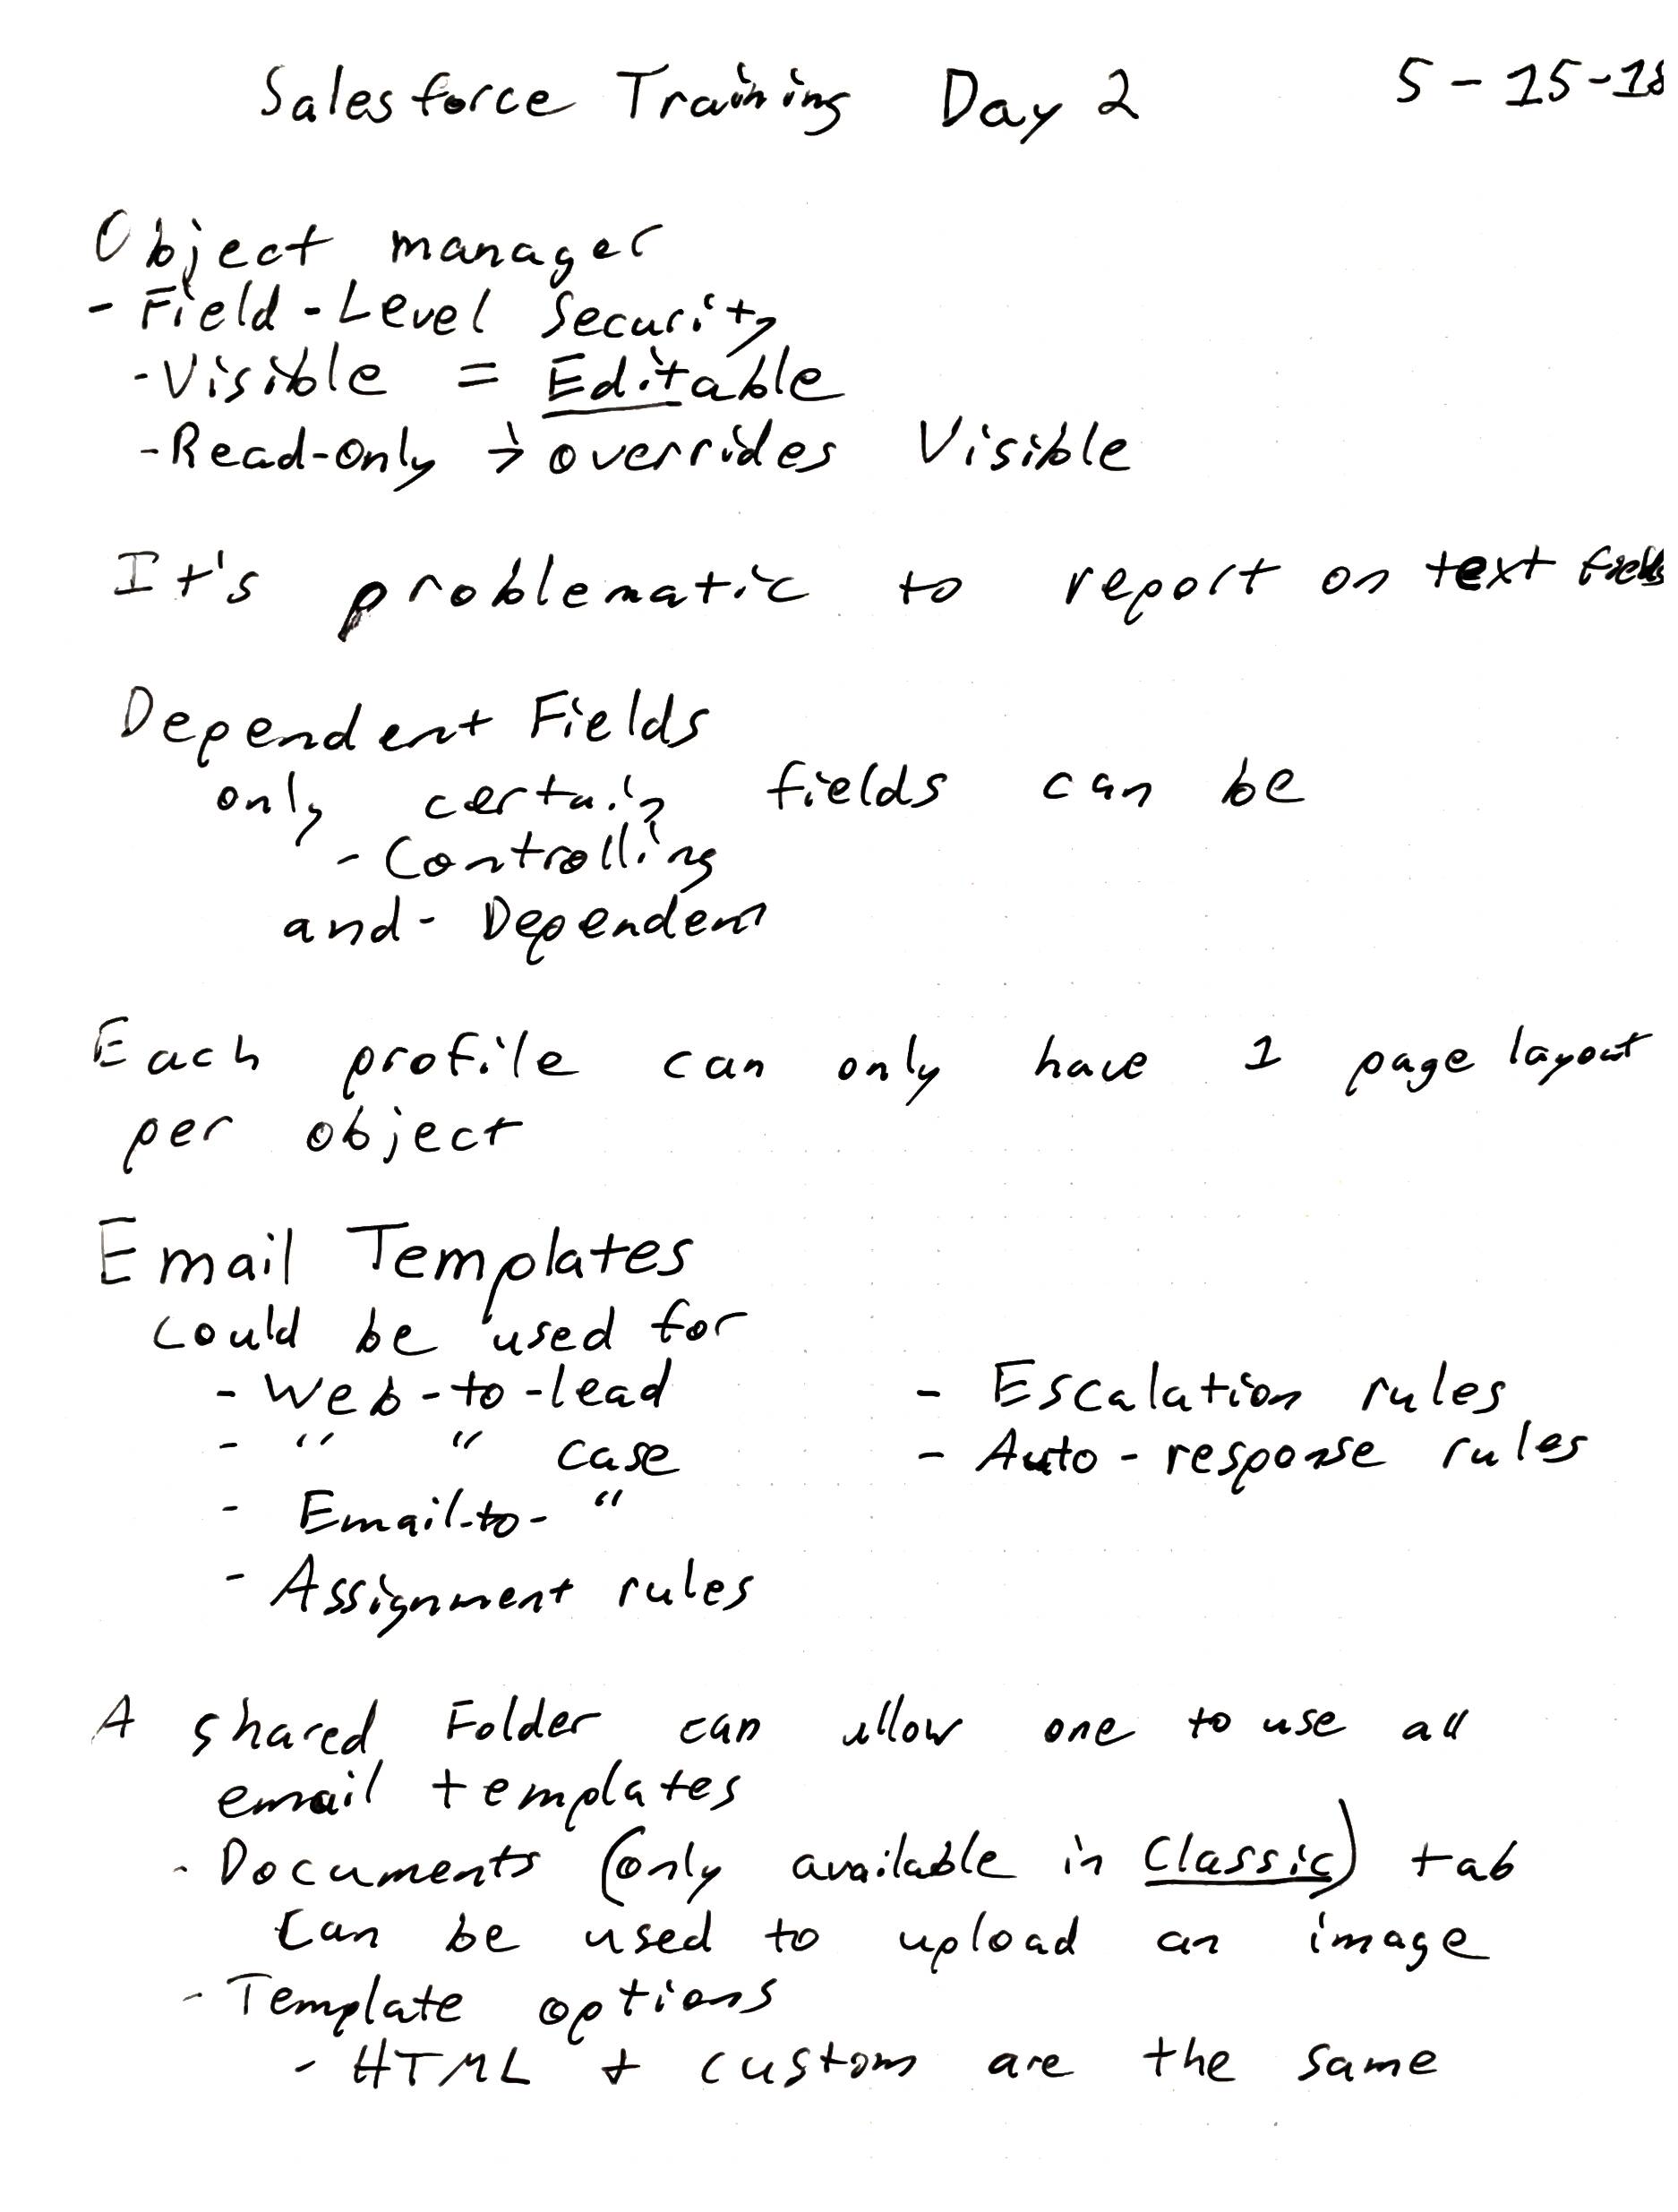 Salesforce Training Day 2 5-15-18
Object manager
- Field-Level Security
-Visible = Editable
-Read-only → overrides Visible
It's problematic to report on text fields
Dependent Fields
only certain fields can be
- Controlling
and - Dependent
Each profile can only have 1 page layout
per object
Email Templates
could be used for
- Web-to-lead
- " " case
- Email-to- "
- Assignment rules
- Escalation rules
- Auto-response rules
A shared Folder can allow one to use all
email templates
- Documents (only available in Classic) tab
can be used to upload an image
- Template options
- HTML + custom are the same